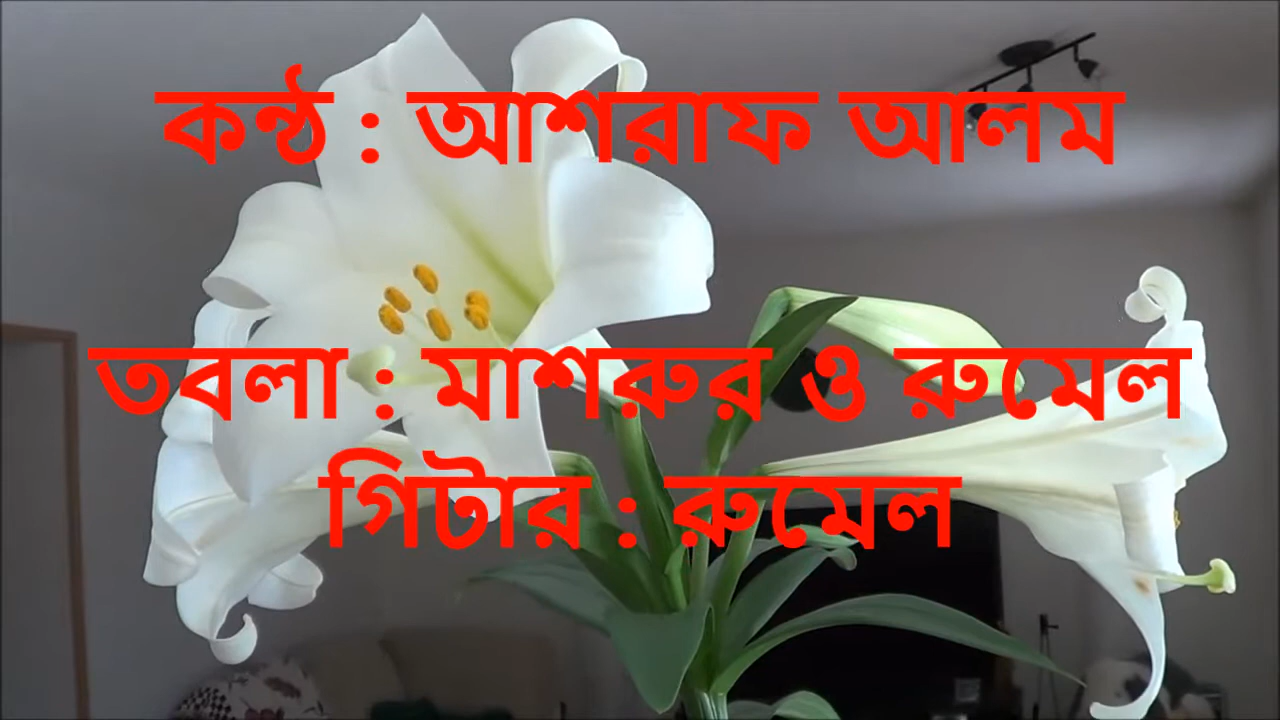 কন্ঠ : আশরাফ আলম
তবলা : মাশরুর ও রুমেল
গিটার : রুমেল